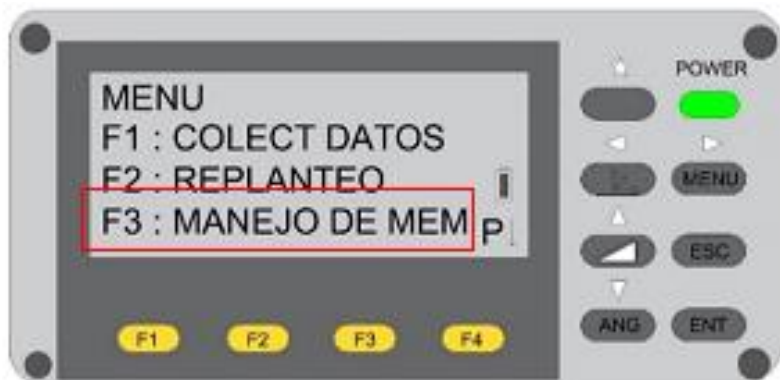 MENU
F1 : COLECT DATOS
F2 : REPLANTEO
F3 : MANEJO DE MEM
P
POWER
MENU
ESC
ANG
ENT
F1
F2
F3
F4